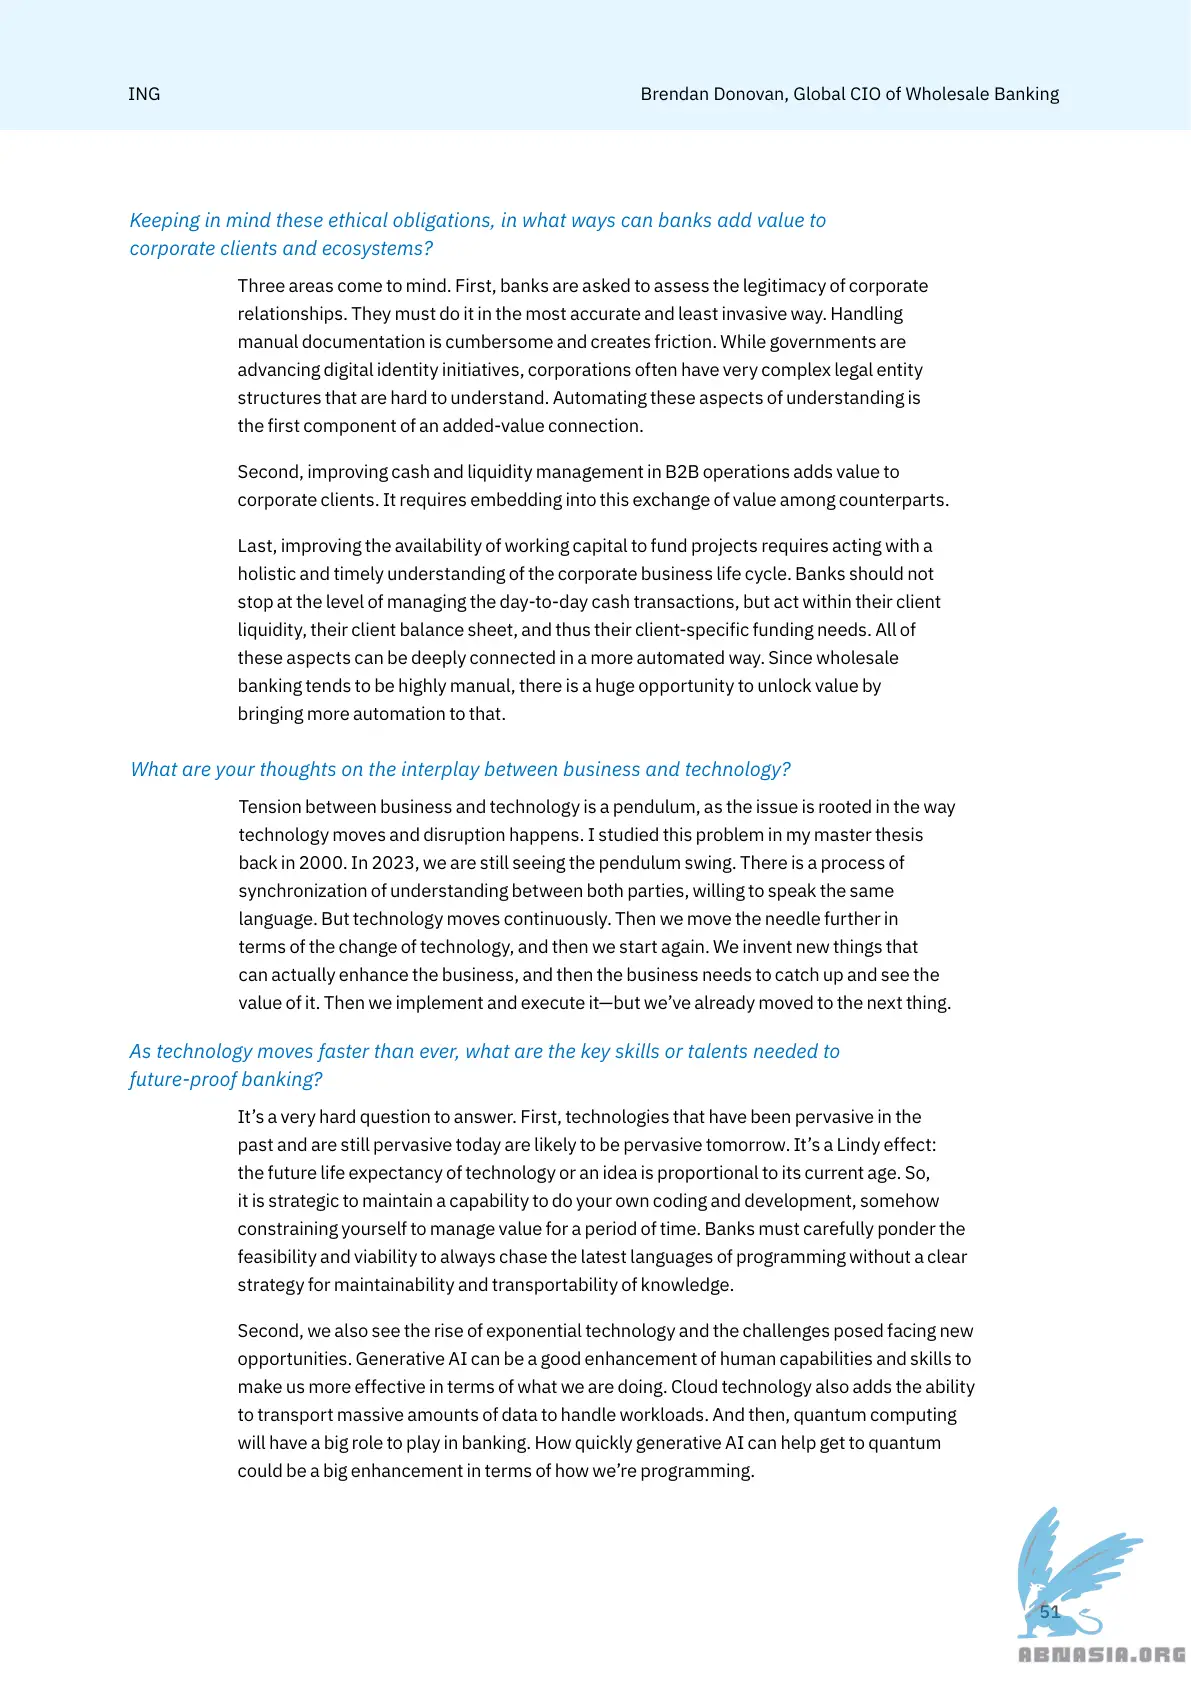 ING
Brendan Donovan, Global CIO of Wholesale Banking
Keeping in mind these ethical obligations, in what ways can banks add value to
corporate clients and ecosystems?
Three areas come to mind. First, banks are asked to assess the legitimacy of corporate
relationships. They must do it in the most accurate and least invasive way. Handling
manual documentation is cumbersome and creates friction. While governments are
advancing digital identity initiatives, corporations often have very complex legal entity
structures that are hard to understand. Automating these aspects of understanding is
the first component of an added-value connection.
Second, improving cash and liquidity management in B2B operations adds value to
corporate clients. It requires embedding into this exchange of value among counterparts.
Last, improving the availability of working capital to fund projects requires acting with a
holistic and timely understanding of the corporate business life cycle. Banks should not
stop at the level of managing the day-to-day cash transactions, but act within their client
liquidity, their client balance sheet, and thus their client-specific funding needs. All of
these aspects can be deeply connected in a more automated way. Since wholesale
banking tends to be highly manual, there is a huge opportunity to unlock value by
bringing more automation to that.
What are your thoughts on the interplay between business and technology?
Tension between business and technology is a pendulum, as the issue is rooted in the way
technology moves and disruption happens. I studied this problem in my master thesis
back in 2000. In 2023, we are still seeing the pendulum swing. There is a process of
synchronization of understanding between both parties, willing to speak the same
language. But technology moves continuously. Then we move the needle further in
terms of the change of technology, and then we start again. We invent new things that
can actually enhance the business, and then the business needs to catch up and see the
value of it. Then we implement and execute it—but we’ve already moved to the next thing.
As technology moves faster than ever, what are the key skills or talents needed to
future-proof banking?
It’s a very hard question to answer. First, technologies that have been pervasive in the
past and are still pervasive today are likely to be pervasive tomorrow. It’s a Lindy effect:
the future life expectancy of technology or an idea is proportional to its current age. So,
it is strategic to maintain a capability to do your own coding and development, somehow
constraining yourself to manage value for a period of time. Banks must carefully ponder the
feasibility and viability to always chase the latest languages of programming without a clear
strategy for maintainability and transportability of knowledge.
Second, we also see the rise of exponential technology and the challenges posed facing new
opportunities. Generative AI can be a good enhancement of human capabilities and skills to
make us more effective in terms of what we are doing. Cloud technology also adds the ability
to transport massive amounts of data to handle workloads. And then, quantum computing
will have a big role to play in banking. How quickly generative AI can help get to quantum
could be a big enhancement in terms of how we’re programming.
51
ABNASIA.ORG